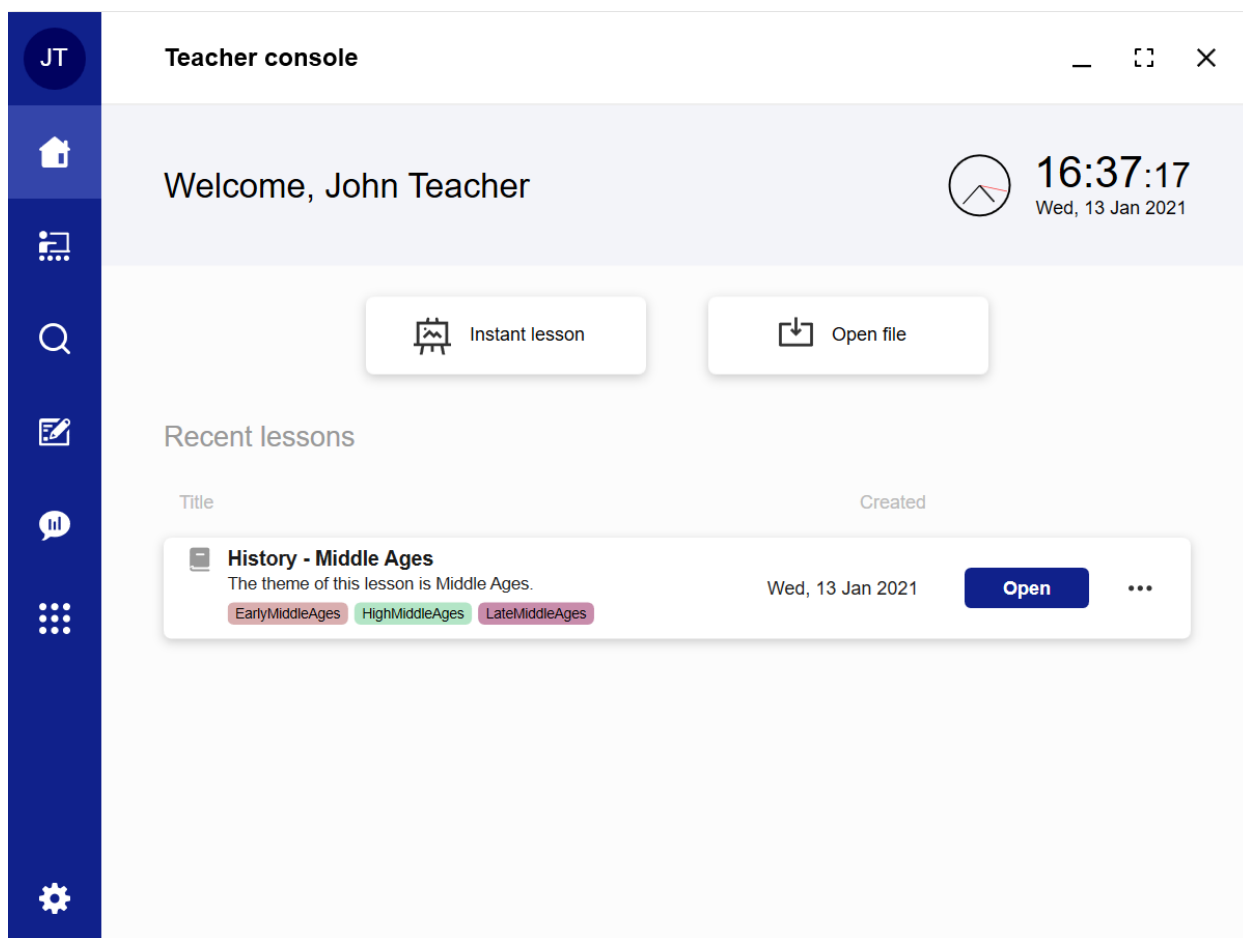 JT
Teacher console
Welcome, John Teacher
16:37:17
Wed, 13 Jan 2021
Instant lesson
Open file
Recent lessons
Title Created
History - Middle Ages
The theme of this lesson is Middle Ages.
EarlyMiddleAges HighMiddleAges LateMiddleAges
Wed, 13 Jan 2021 Open